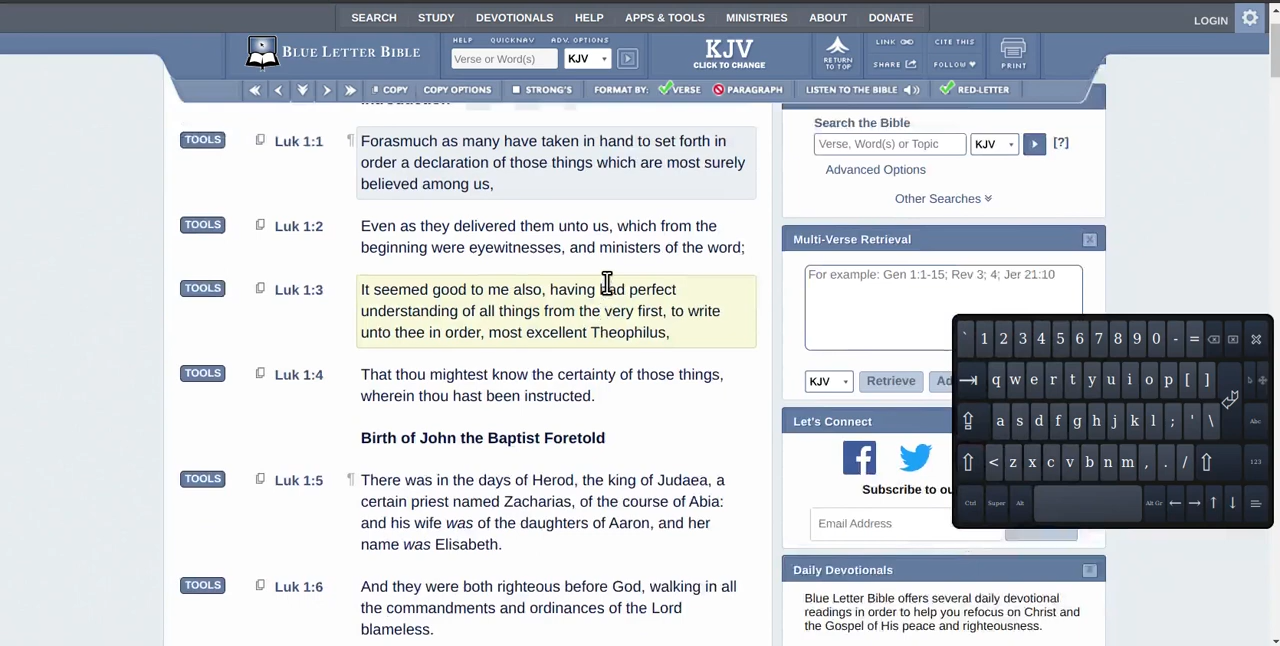 SEARCH STUDY DEVOTIONALS HELP APPS & TOOLS MINISTRIES ABOUT DONATE LOGIN
BLUE LETTER BIBLE
HELP QUICKNAV ADV. OPTIONS
Verse or Word(s) KJV
KJV
CLICK TO CHANGE
RETURN
TO TOP
LINK CITE THIS
SHARE FOLLOW
PRINT
COPY COPY OPTIONS STRONG'S FORMAT BY: VERSE PARAGRAPH LISTEN TO THE BIBLE RED-LETTER
Introduction
TOOLS Luk 1:1 ¶ Forasmuch as many have taken in hand to set forth in
order a declaration of those things which are most surely
believed among us,
TOOLS Luk 1:2 Even as they delivered them unto us, which from the
beginning were eyewitnesses, and ministers of the word;
TOOLS Luk 1:3 It seemed good to me also, having had perfect
understanding of all things from the very first, to write
unto thee in order, most excellent Theophilus,
TOOLS Luk 1:4 That thou mightest know the certainty of those things,
wherein thou hast been instructed.
Birth of John the Baptist Foretold
TOOLS Luk 1:5 ¶ There was in the days of Herod, the king of Judaea, a
certain priest named Zacharias, of the course of Abia:
and his wife was of the daughters of Aaron, and her
name was Elisabeth.
TOOLS Luk 1:6 And they were both righteous before God, walking in all
the commandments and ordinances of the Lord
blameless.
Search the Bible
Verse, Word(s) or Topic KJV [?]
Advanced Options
Other Searches
Multi-Verse Retrieval
For example: Gen 1:1-15; Rev 3; 4; Jer 21:10
KJV Retrieve Ad
Let's Connect
Subscribe to ou
Email Address
Daily Devotionals
Blue Letter Bible offers several daily devotional
readings in order to help you refocus on Christ and
the Gospel of His peace and righteousness.
` 1 2 3 4 5 6 7 8 9 0 - =
q w e r t y u i o p [ ]
a s d f g h j k l ; ' \ Abc
< z x c v b n m , . / 123
Ctrl Super Alt Alt Gr